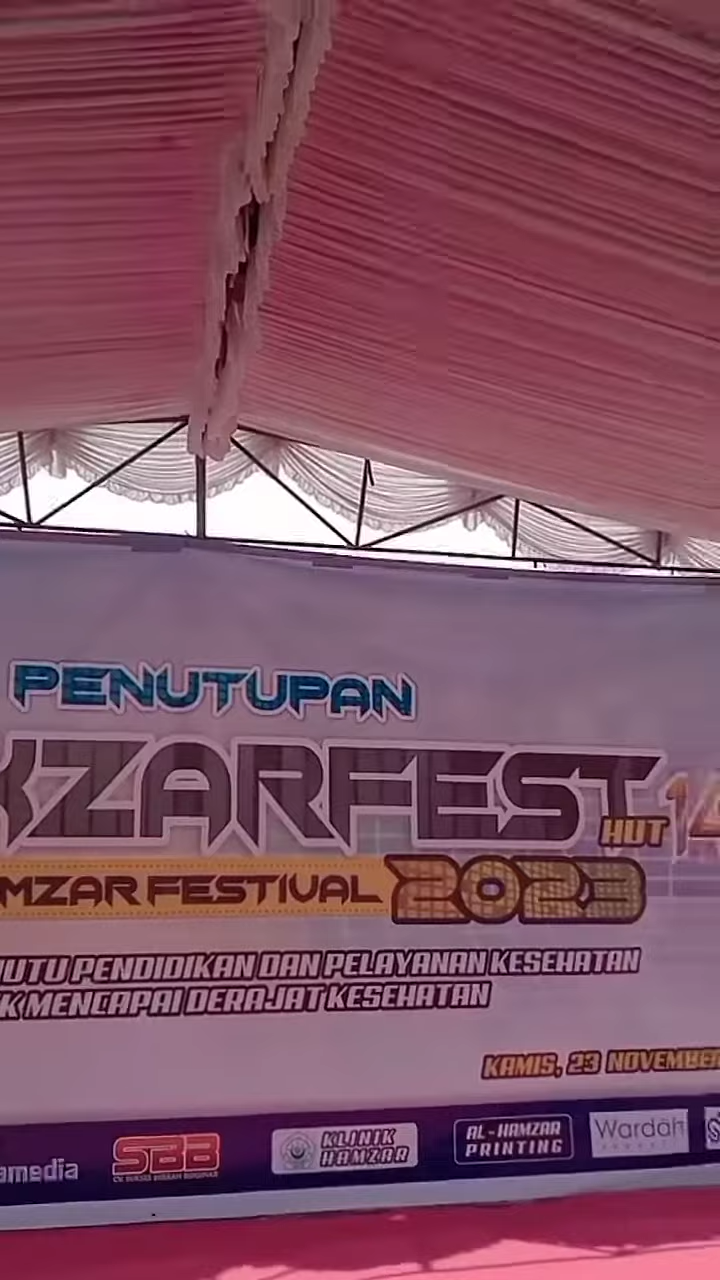 PENUTUPAN
KZARFEST
HUT 14
MZAR FESTIVAL 2023
UTU PENDIDIKAN DAN PELAYANAN KESEHATAN
K MENCAPAI DERAJAT KESEHATAN
KAMIS, 23 NOVEMBER
amedia
SBB
KLINIK
HAMZAR
AL-HAMZAR
PRINTING
Wardah